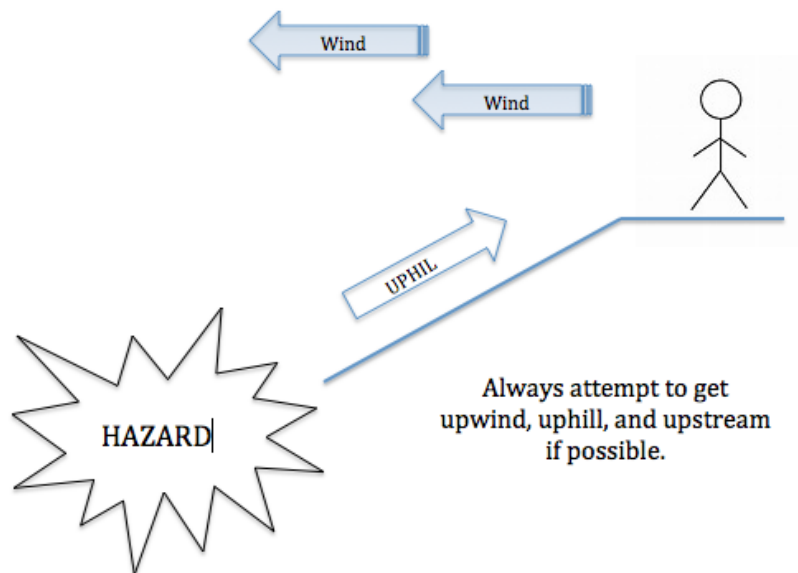 Wind
Wind
UPHIL
HAZARD
Always attempt to get
upwind, uphill, and upstream
if possible.